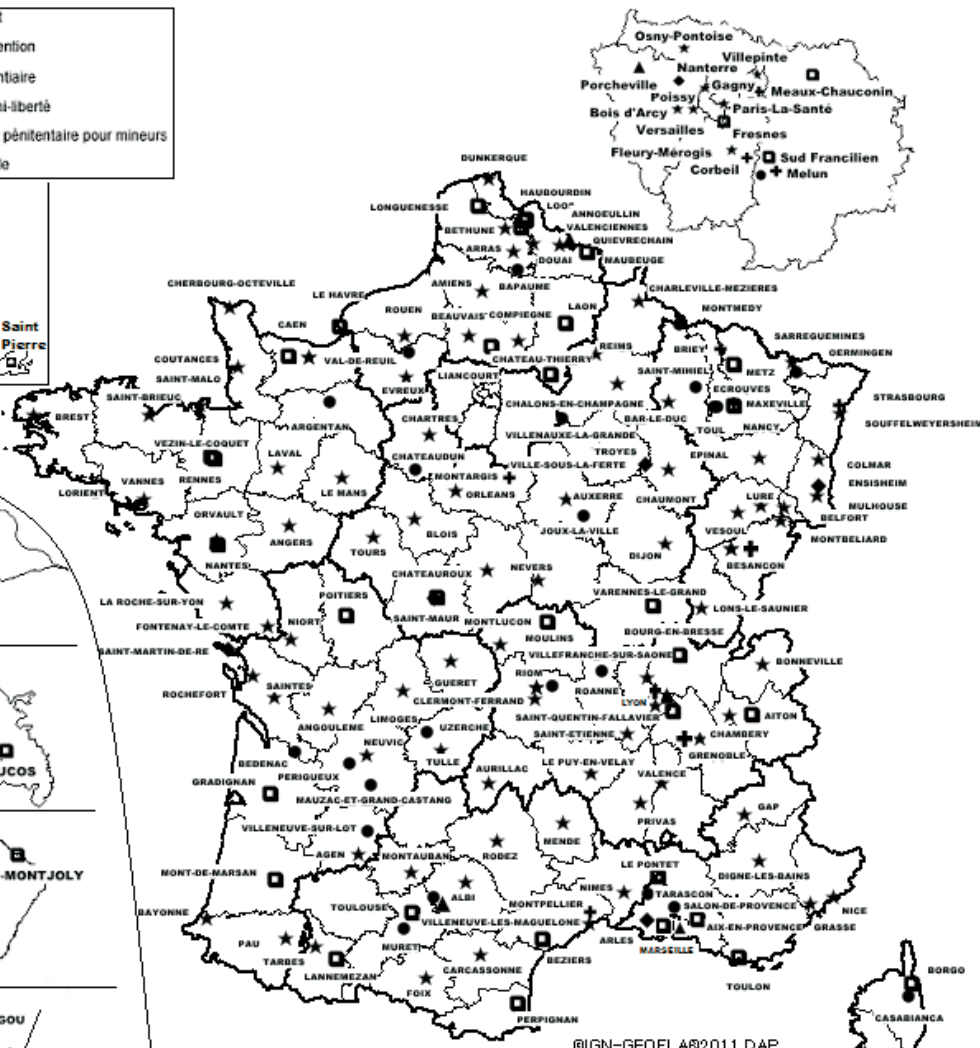 ention
tiaire
ni-liberté
pénitentaire pour mineurs
Saint
Pierre
UCOS
-MONTJOLY
GOU
Osny-Pontoise
Villepinte
Nanterre
Porcheville
Gagny
Meaux-Chauconin
Poissy
Bois d'Arcy
Paris-La-Santé
Versailles
Fresnes
Fleury-Mérogis
Sud Francilien
Corbeil
Melun
DUNKERQUE
HAUBOURDIN
LONGUENESSE
ANNOEULLIN
VALENCIENNES
BETHUNE
QUIEVRECHAIN
ARRAS
DOUAI
MAUBEUGE
CHERBOURG-OCTEVILLE
AMIENS
BAPAUME
CHARLEVILLE-MEZIERES
LE HAVRE
ROUEN
LAON
MONTMEDY
CAEN
BEAUVAIS
COMPIEGNE
SARREGUEMINES
COUTANCES
VAL-DE-REUIL
CHATEAU-THIERRY
REIMS
BRIEY
OERMINGEN
SAINT-MALO
LIANCOURT
SAINT-MIHIEL
METZ
EVREUX
ECROUVES
SAINT-BRIEUC
CHALONS-EN-CHAMPAGNE
MAXEVILLE
STRASBOURG
BREST
ARGENTAN
CHARTRES
BAR-LE-DUC
TOUL
NANCY
SOUFFELWEYERSHEIM
VILLENAUXE-LA-GRANDE
VEZIN-LE-COQUET
LAVAL
CHATEAUDUN
TROYES
EPINAL
RENNES
VILLE-SOUS-LA-FERTE
COLMAR
VANNES
MONTARGIS
ENSISHEIM
LORIENT
LE MANS
ORLEANS
AUXERRE
CHAUMONT
LURE
MULHOUSE
ORVAULT
BELFORT
ANGERS
BLOIS
JOUX-LA-VILLE
VESOUL
MONTBELIARD
TOURS
DIJON
NANTES
BESANCON
CHATEAUROUX
NEVERS
LA ROCHE-SUR-YON
POITIERS
VARENNES-LE-GRAND
FONTENAY-LE-COMTE
NIORT
SAINT-MAUR
MONTLUCON
LONS-LE-SAUNIER
MOULINS
BOURG-EN-BRESSE
SAINT-MARTIN-DE-RE
VILLEFRANCHE-SUR-SAONE
BONNEVILLE
RIOM
ROCHEFORT
SAINTES
GUERET
ROANNE
CLERMONT-FERRAND
LYON
ANGOULEME
LIMOGES
SAINT-QUENTIN-FALLAVIER
AITON
UZERCHE
SAINT-ETIENNE
CHAMBERY
NEUVIC
GRENOBLE
BEDENAC
TULLE
LE PUY-EN-VELAY
GRADIGNAN
PERIGUEUX
AURILLAC
VALENCE
MAUZAC-ET-GRAND-CASTANG
GAP
PRIVAS
VILLENEUVE-SUR-LOT
MENDE
AGEN
MONTAUBAN
RODEZ
LE PONTET
MONT-DE-MARSAN
DIGNE-LES-BAINS
NIMES
TARASCON
ALBI
TOULOUSE
MONTPELLIER
SALON-DE-PROVENCE
BAYONNE
NICE
VILLENEUVE-LES-MAGUELONE
AIX-EN-PROVENCE
GRASSE
PAU
MURET
ARLES
MARSEILLE
TARBES
BEZIERS
CARCASSONNE
LANNEMEZAN
BORGO
FOIX
TOULON
PERPIGNAN
CASABIANCA
@IGN-GEOFLA®2011 DAP